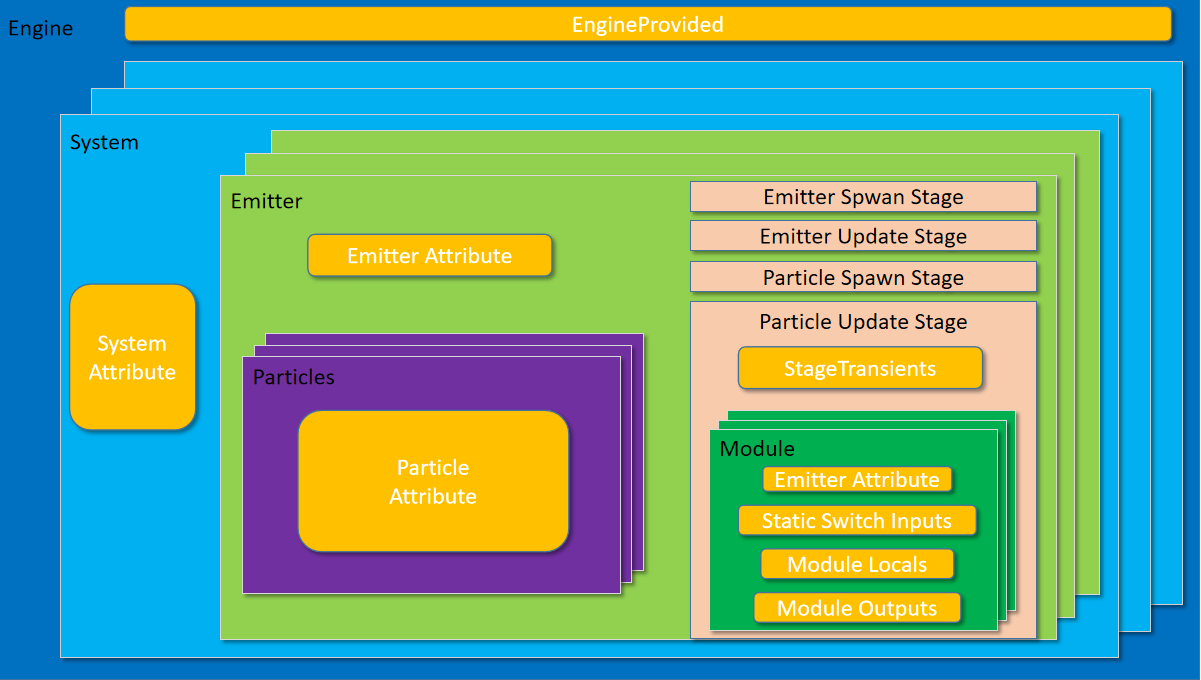 Engine
EngineProvided
System
Emitter
Emitter Spwan Stage
Emitter Update Stage
Emitter Attribute
Particle Spawn Stage
Particle Update Stage
System
Attribute
StageTransients
Particles
Particle
Attribute
Module
Emitter Attribute
Static Switch Inputs
Module Locals
Module Outputs